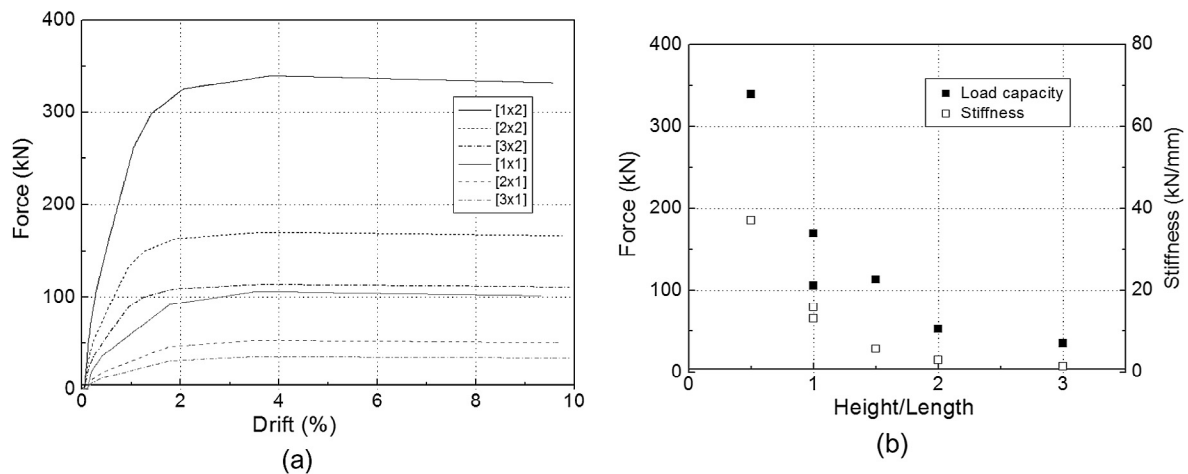 400
300
200
100
0
Force (kN)
0
2
4
6
8
10
Drift (%)
[1x2]
[2x2]
[3x2]
[1x1]
[2x1]
[3x1]
(a)
400
300
200
100
0
Force (kN)
80
60
40
20
0
Stiffness (kN/mm)
Load capacity
Stiffness
0
1
2
3
Height/Length
(b)